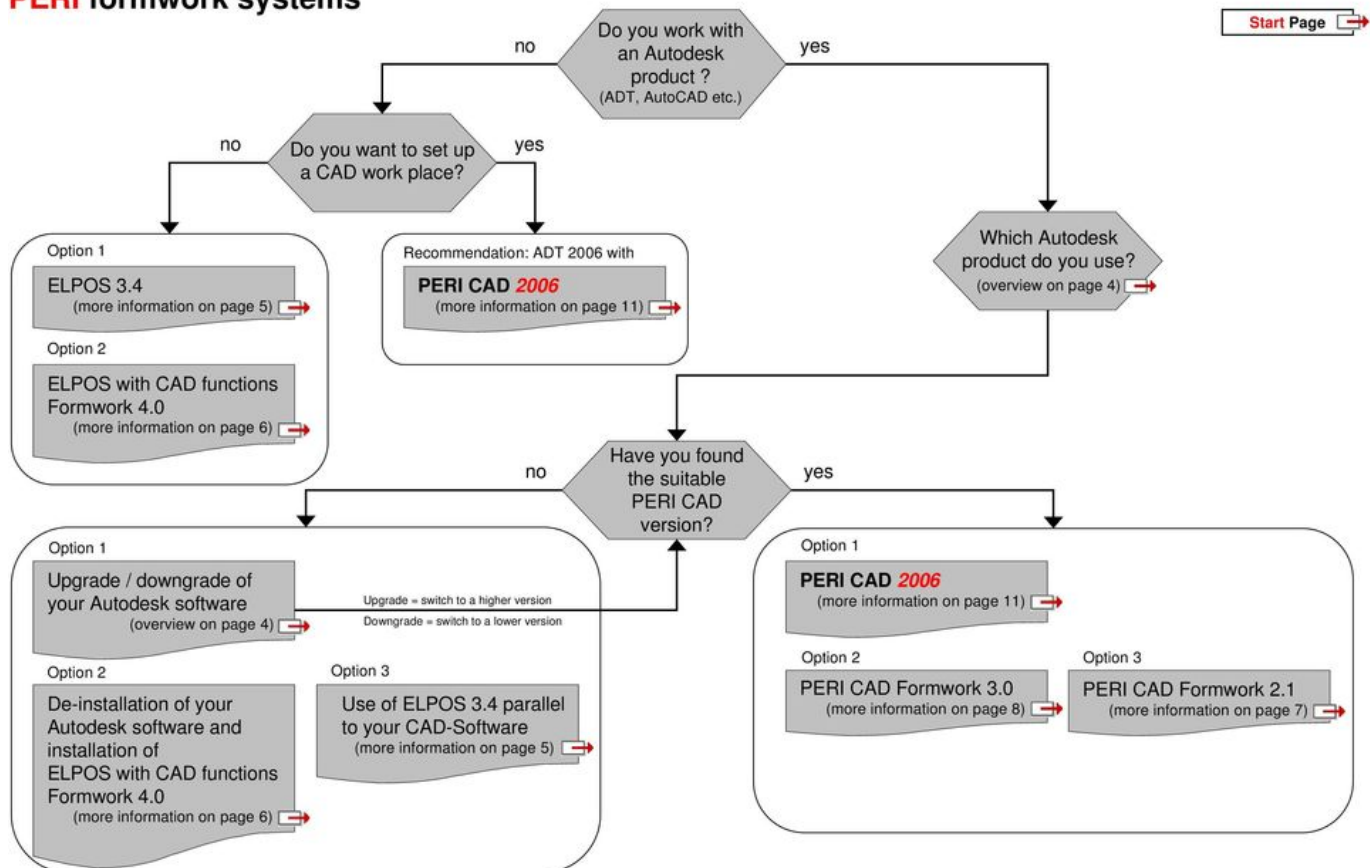 PERI formwork systems
Start Page
Do you work with
an Autodesk
product ?
(ADT, AutoCAD etc.)
no
yes
Do you want to set up
a CAD work place?
no
yes
Option 1
ELPOS 3.4
(more information on page 5)
Option 2
ELPOS with CAD functions
Formwork 4.0
(more information on page 6)
Recommendation: ADT 2006 with
PERI CAD 2006
(more information on page 11)
Which Autodesk
product do you use?
(overview on page 4)
Have you found
the suitable
PERI CAD
version?
no
yes
Option 1
Upgrade / downgrade of
your Autodesk software
(overview on page 4)
Upgrade = switch to a higher version
Downgrade = switch to a lower version
Option 2
De-installation of your
Autodesk software and
installation of
ELPOS with CAD functions
Formwork 4.0
(more information on page 6)
Option 3
Use of ELPOS 3.4 parallel
to your CAD-Software
(more information on page 5)
Option 1
PERI CAD 2006
(more information on page 11)
Option 2
PERI CAD Formwork 3.0
(more information on page 8)
Option 3
PERI CAD Formwork 2.1
(more information on page 7)